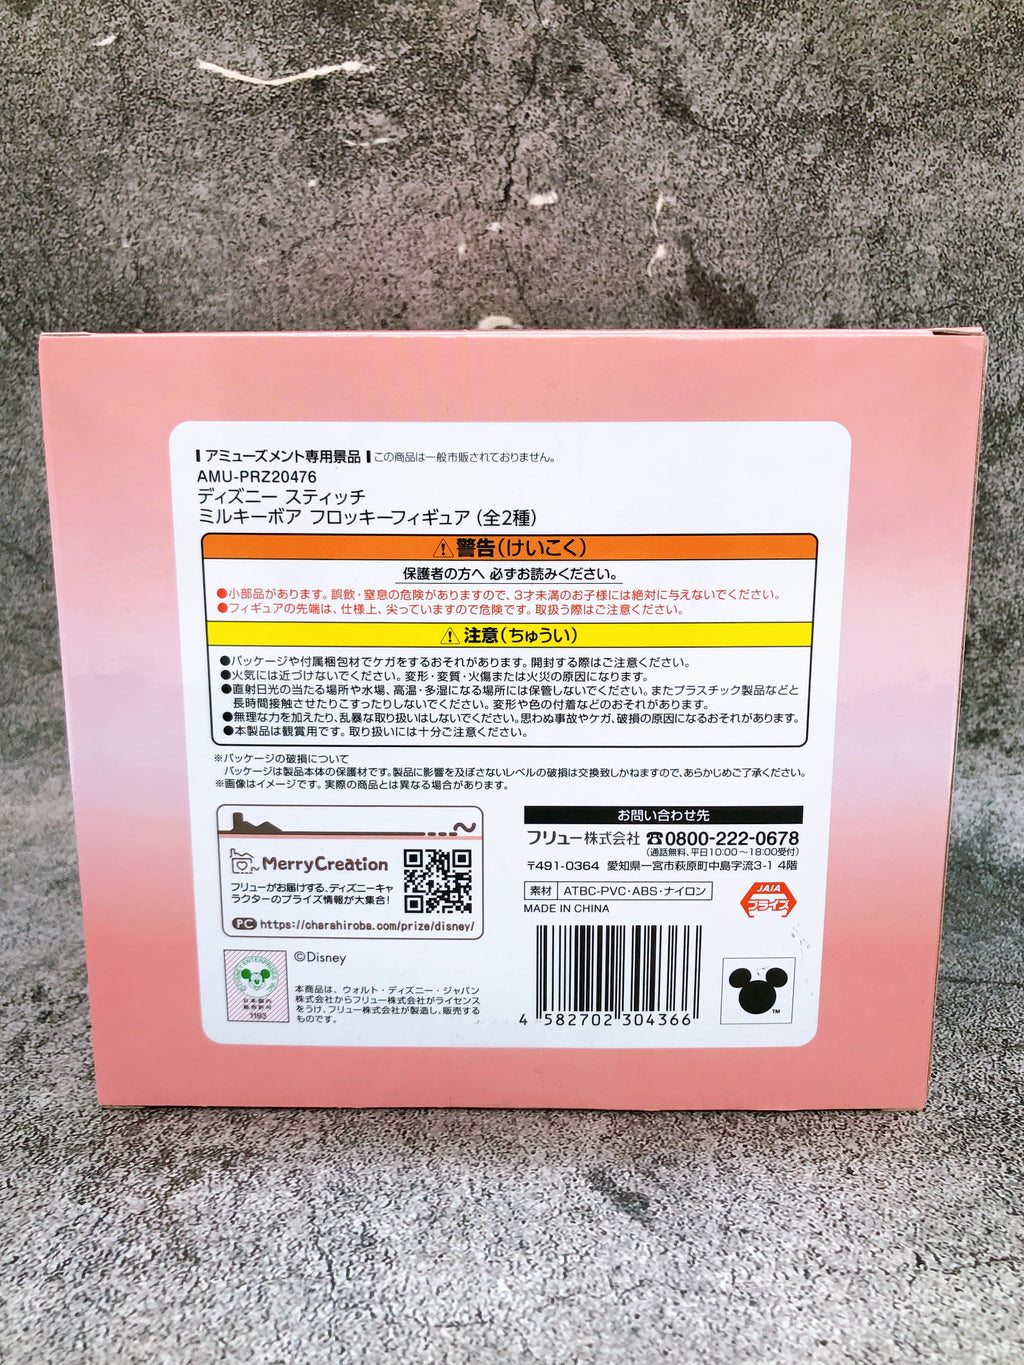 アミューズメント専用景品 この商品は一般市販されておりません。
AMU-PRZ20476
ディズニー スティッチ
ミルキーボア フロッキーフィギュア (全2種)
警告(けいこく)
保護者の方へ 必ずお読みください。
●小部品があります。誤飲・窒息の危険がありますので、3才未満のお子様には絶対に与えないでください。
●フィギュアの先端は、仕様上、尖っていますので危険です。取扱う際はご注意ください。
注意(ちゅうい)
●パッケージや付属梱包材でケガをするおそれがあります。開封する際はご注意ください。
●火気には近づけないでください。変形・変質・火傷または火災の原因になります。
●直射日光の当たる場所や水場、高温・多湿になる場所には保管しないでください。またプラスチック製品などと
長時間接触させたりこすったりしないでください。変形や色の付着などのおそれがあります。
●無理な力を加えたり、乱暴な取り扱いはしないでください。思わぬ事故やケガ、破損の原因になるおそれがあります。
●本製品は観賞用です。取り扱いには十分ご注意ください。
※パッケージの破損について
パッケージは製品本体の保護材です。製品に影響を及ぼさないレベルの破損は交換致しかねますので、あらかじめご了承ください。
※画像はイメージです。実際の商品とは異なる場合があります。
MerryCreation
フリューがお届けする、ディズニーキャ
ラクターのプライズ情報が大集合!
PC https://charahiroba.com/prize/disney/
お問い合わせ先
フリュー株式会社 ☎0800-222-0678
(通話無料、平日10:00~18:00受付)
〒491-0364 愛知県一宮市萩原町中島字流3-1 4階
素材 ATBC-PVC・ABS・ナイロン
MADE IN CHINA
JAIA
プライズ
©Disney
本商品は、ウォルト・ディズニー・ジャパン
株式会社からフリュー株式会社がライセンス
をうけ、フリュー株式会社が製造し、販売する
ものです。
日本国内
1193
4 582702 304366
TM